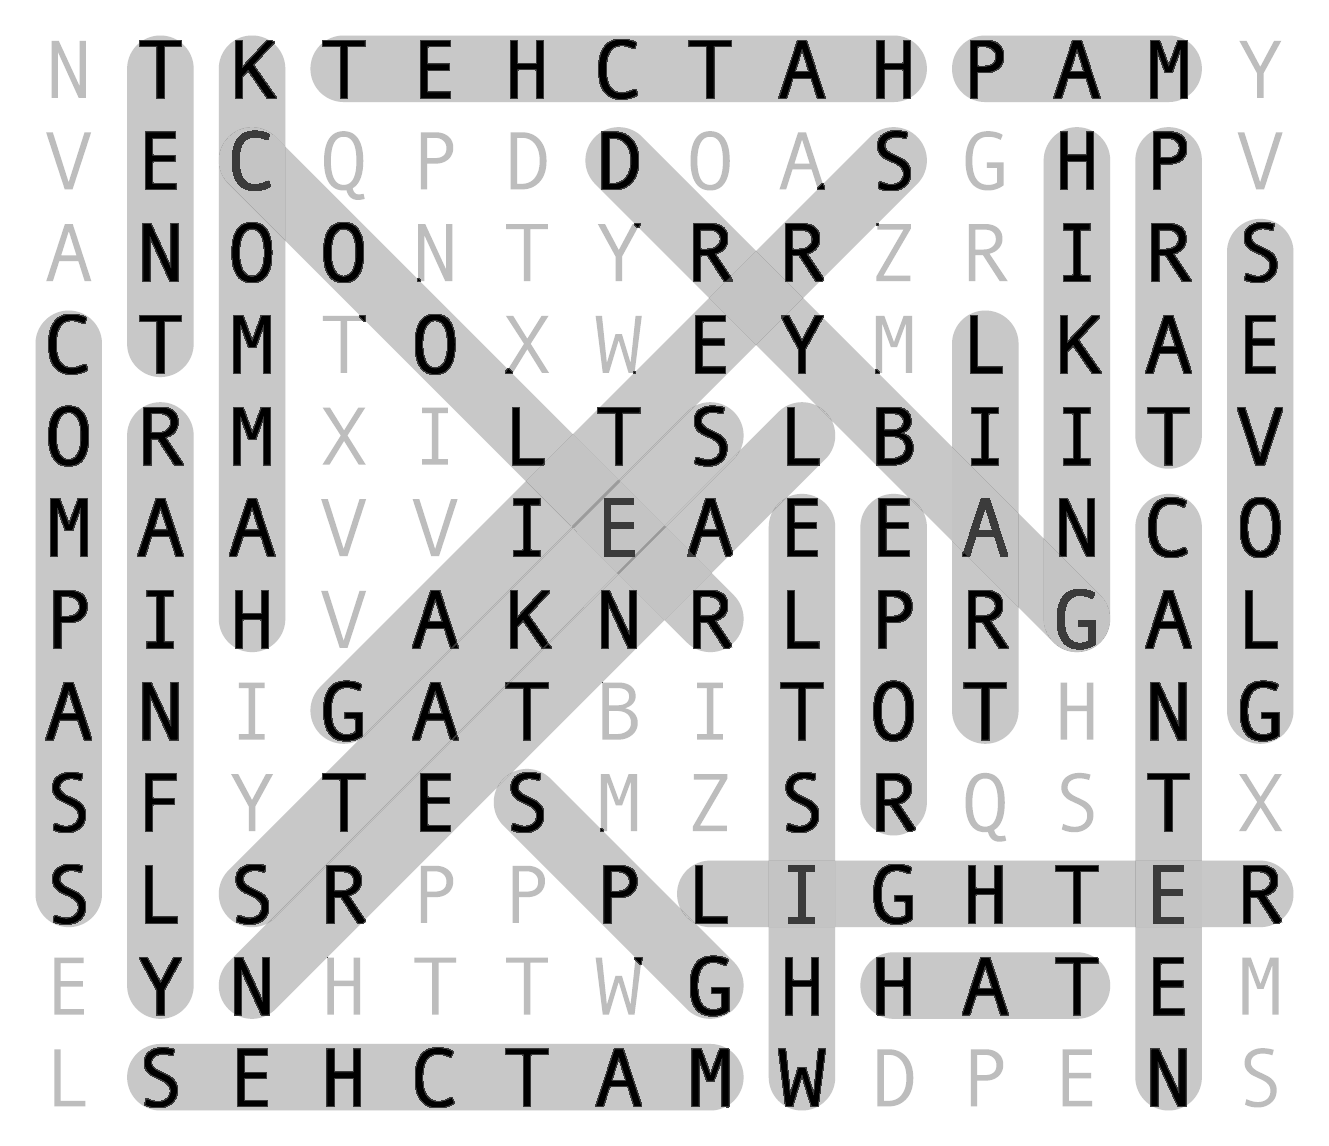 N T K T E H C T A H P A M Y
V E C Q P D D O A S G H P V
A N O O N T Y R R Z R I R S
C T M T O X W E Y M L K A E
O R M X I L T S L B I I T V
M A A V V I E A E E A N C O
P I H V A K N R L P R G A L
A N I G A T B I T O T H N G
S F Y T E S M Z S R Q S T X
S L S R P P P L I G H T E R
E Y N H T T W G H H A T E M
L S E H C T A M W D P E N S